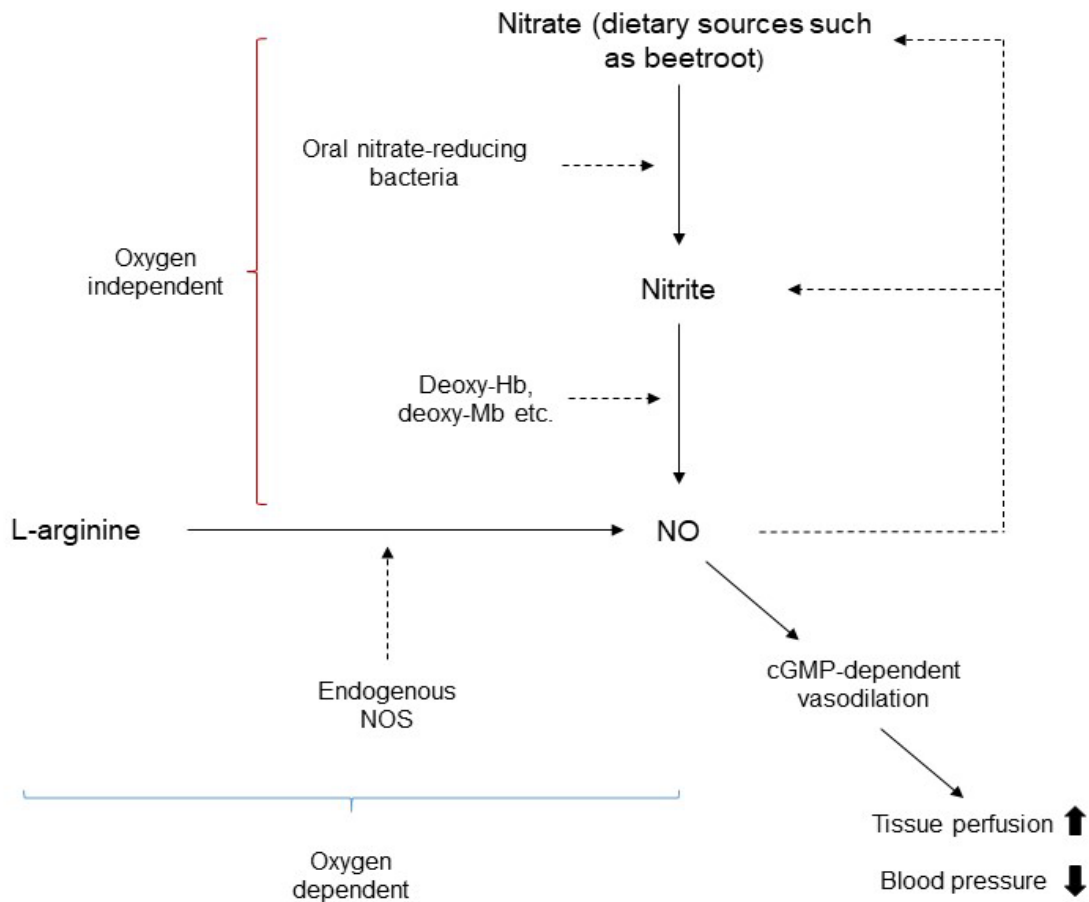 Nitrate (dietary sources such
as beetroot)
Oral nitrate-reducing
bacteria
Oxygen
independent
Nitrite
Deoxy-Hb,
deoxy-Mb etc.
L-arginine
NO
Endogenous
NOS
cGMP-dependent
vasodilation
Tissue perfusion
Oxygen
dependent
Blood pressure